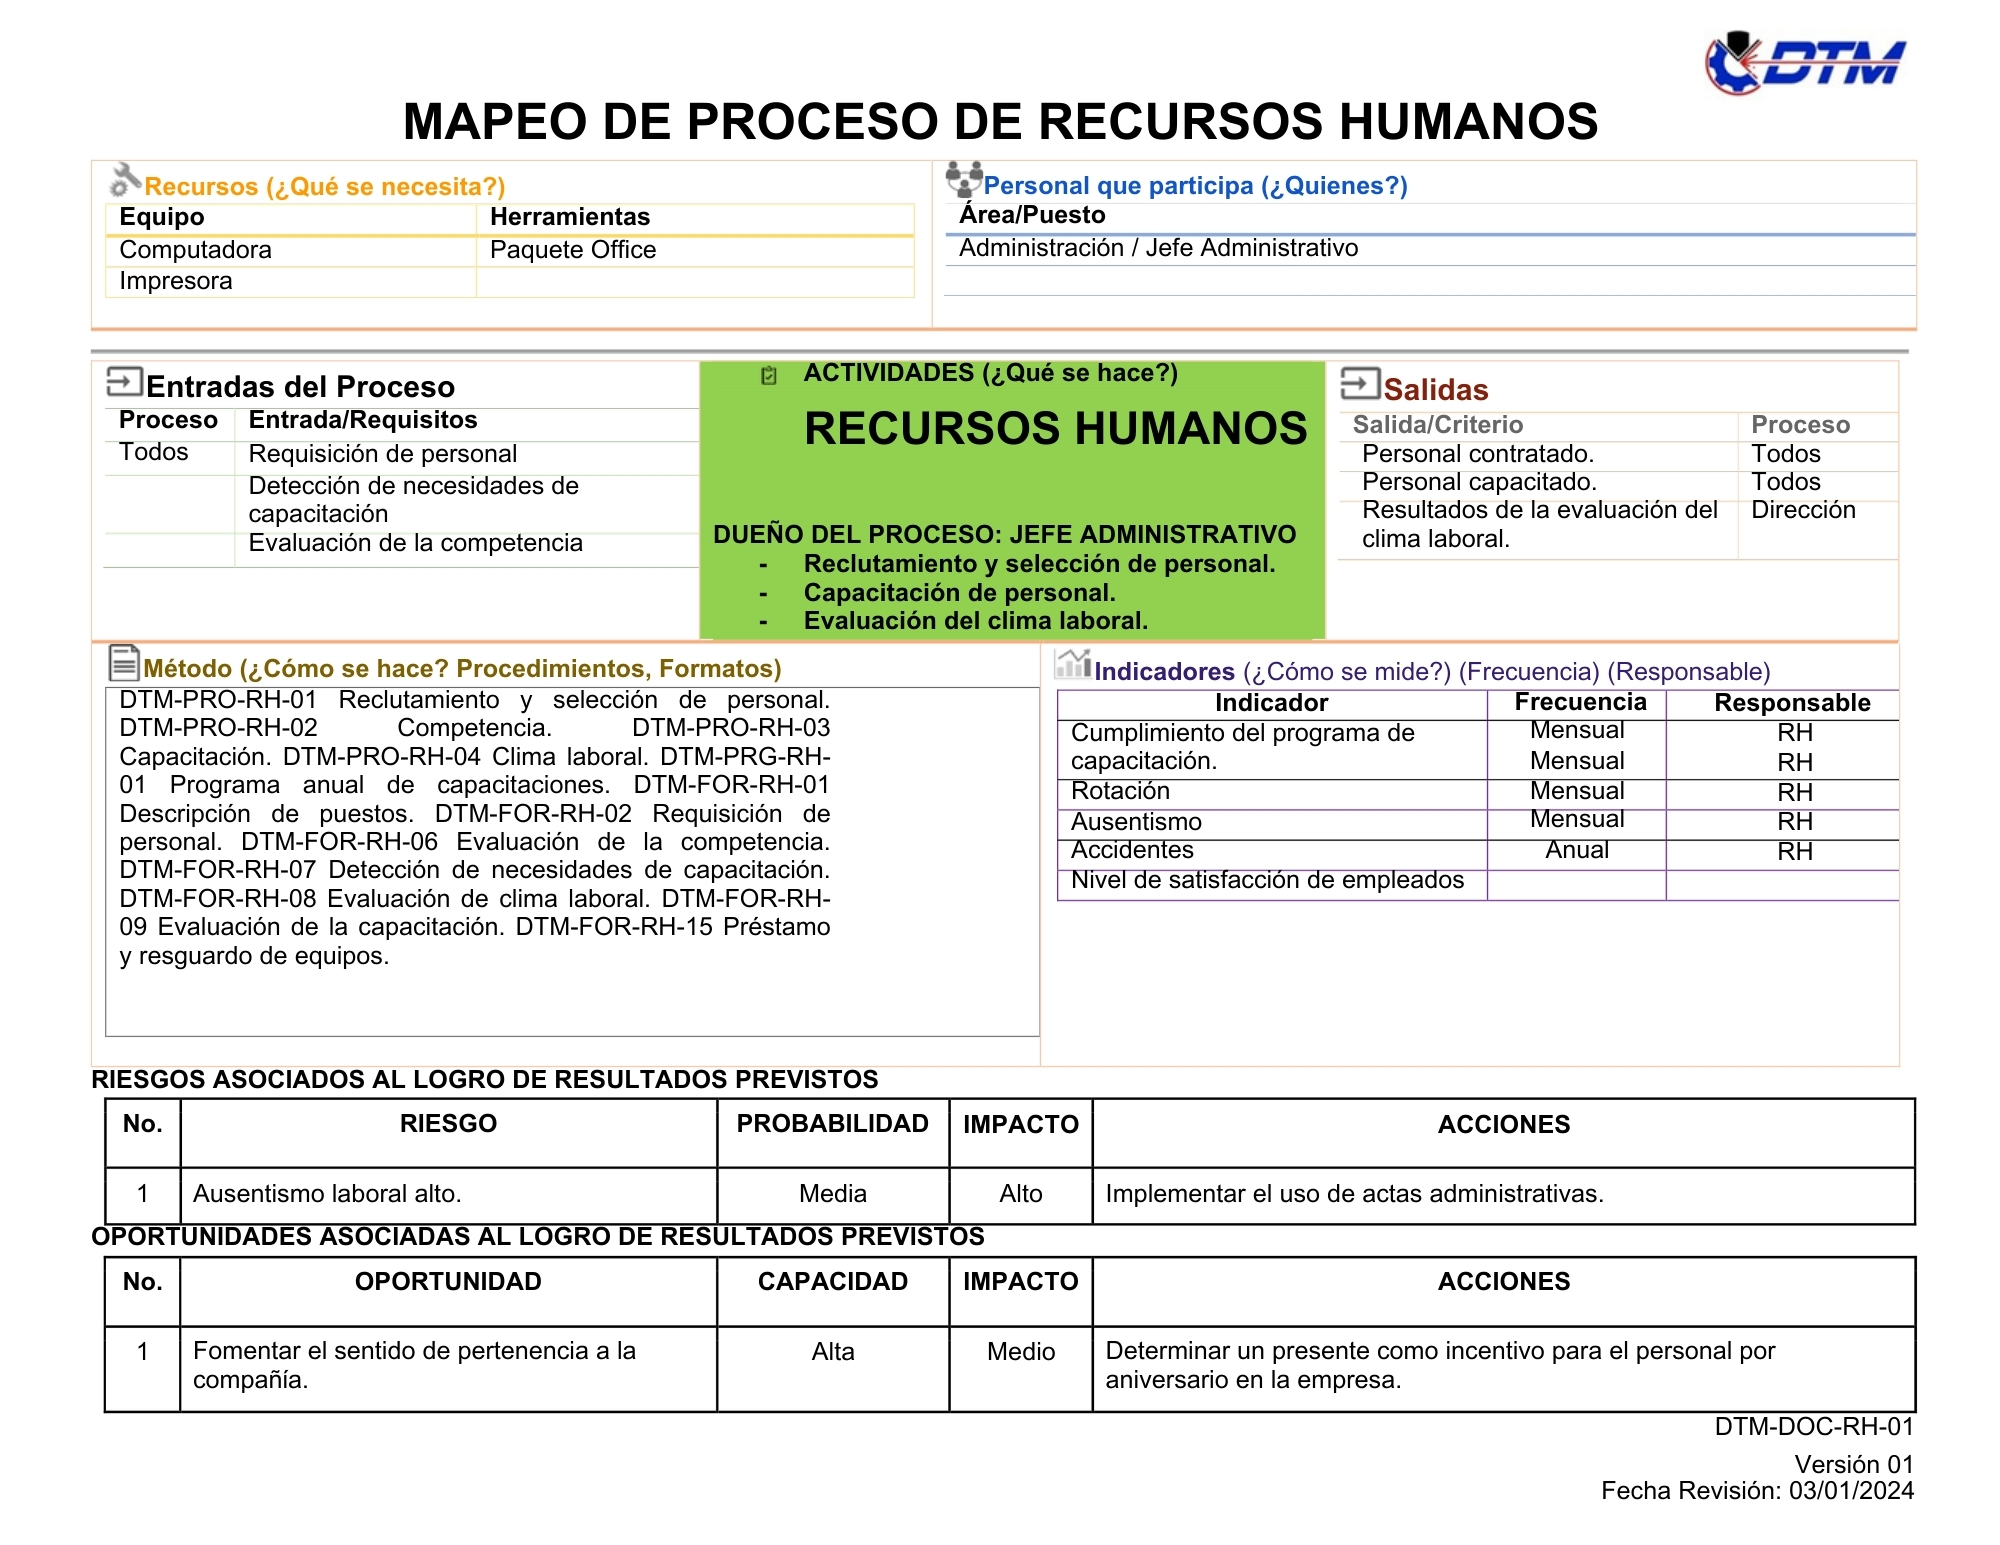 DTM
MAPEO DE PROCESO DE RECURSOS HUMANOS
Recursos (¿Qué se necesita?)
Equipo Herramientas
Computadora Paquete Office
Impresora
Personal que participa (¿Quienes?)
Área/Puesto
Administración / Jefe Administrativo
Entradas del Proceso
Proceso Entrada/Requisitos
Todos Requisición de personal
Detección de necesidades de
capacitación
Evaluación de la competencia
ACTIVIDADES (¿Qué se hace?)
RECURSOS HUMANOS
DUEÑO DEL PROCESO: JEFE ADMINISTRATIVO
- Reclutamiento y selección de personal.
- Capacitación de personal.
- Evaluación del clima laboral.
Salidas
Salida/Criterio Proceso
Personal contratado. Todos
Personal capacitado. Todos
Resultados de la evaluación del Dirección
clima laboral.
Método (¿Cómo se hace? Procedimientos, Formatos)
DTM-PRO-RH-01 Reclutamiento y selección de personal.
DTM-PRO-RH-02 Competencia. DTM-PRO-RH-03
Capacitación. DTM-PRO-RH-04 Clima laboral. DTM-PRG-RH-
01 Programa anual de capacitaciones. DTM-FOR-RH-01
Descripción de puestos. DTM-FOR-RH-02 Requisición de
personal. DTM-FOR-RH-06 Evaluación de la competencia.
DTM-FOR-RH-07 Detección de necesidades de capacitación.
DTM-FOR-RH-08 Evaluación de clima laboral. DTM-FOR-RH-
09 Evaluación de la capacitación. DTM-FOR-RH-15 Préstamo
y resguardo de equipos.
Indicadores (¿Cómo se mide?) (Frecuencia) (Responsable)
Indicador Frecuencia Responsable
Cumplimiento del programa de Mensual RH
capacitación. Mensual RH
Rotación Mensual RH
Ausentismo Mensual RH
Accidentes Anual RH
Nivel de satisfacción de empleados
RIESGOS ASOCIADOS AL LOGRO DE RESULTADOS PREVISTOS
No. RIESGO PROBABILIDAD IMPACTO ACCIONES
1 Ausentismo laboral alto. Media Alto Implementar el uso de actas administrativas.
OPORTUNIDADES ASOCIADAS AL LOGRO DE RESULTADOS PREVISTOS
No. OPORTUNIDAD CAPACIDAD IMPACTO ACCIONES
1 Fomentar el sentido de pertenencia a la Alta Medio Determinar un presente como incentivo para el personal por
compañía. aniversario en la empresa.
DTM-DOC-RH-01
Versión 01
Fecha Revisión: 03/01/2024